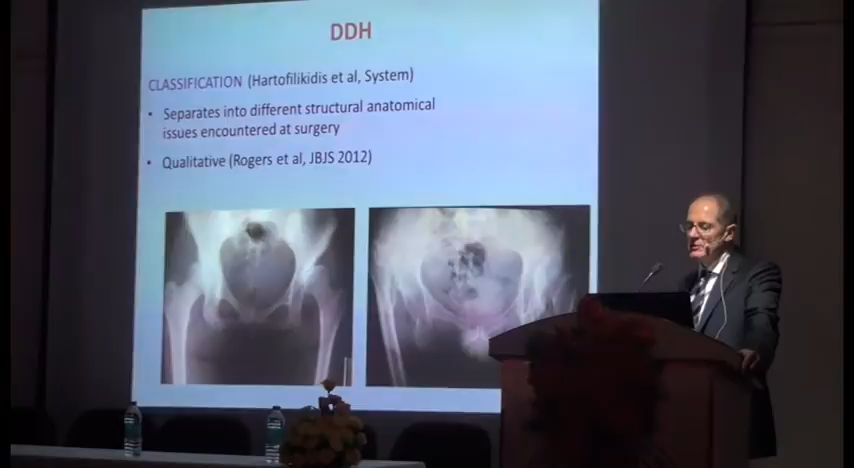 DDH
CLASSIFICATION (Hartofilikidis et al, System)
• Separates into different structural anatomical
issues encountered at surgery
• Qualitative (Rogers et al, JBJS 2012)